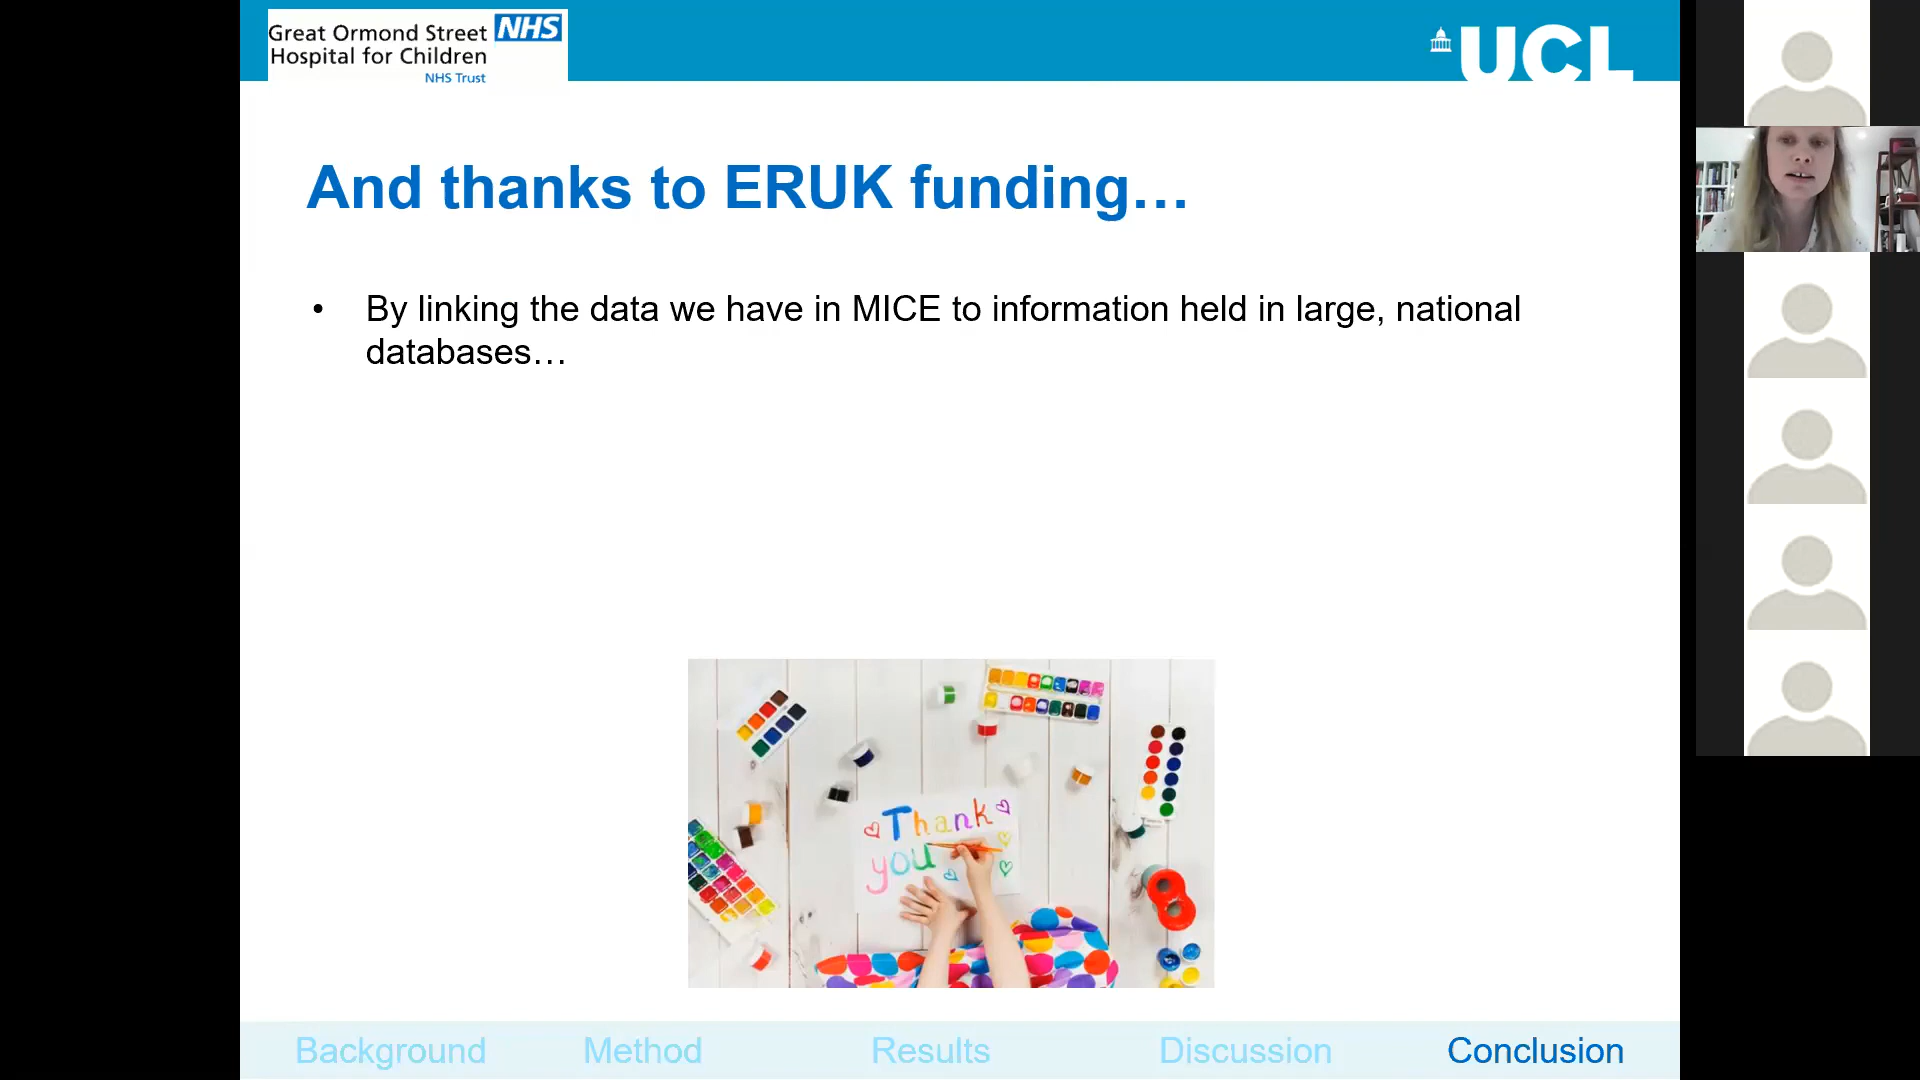 Great Ormond Street NHS
Hospital for Children
NHS Trust
UCL
And thanks to ERUK funding…
• By linking the data we have in MICE to information held in large, national
databases…
Thank
you
Background Method Results Discussion Conclusion